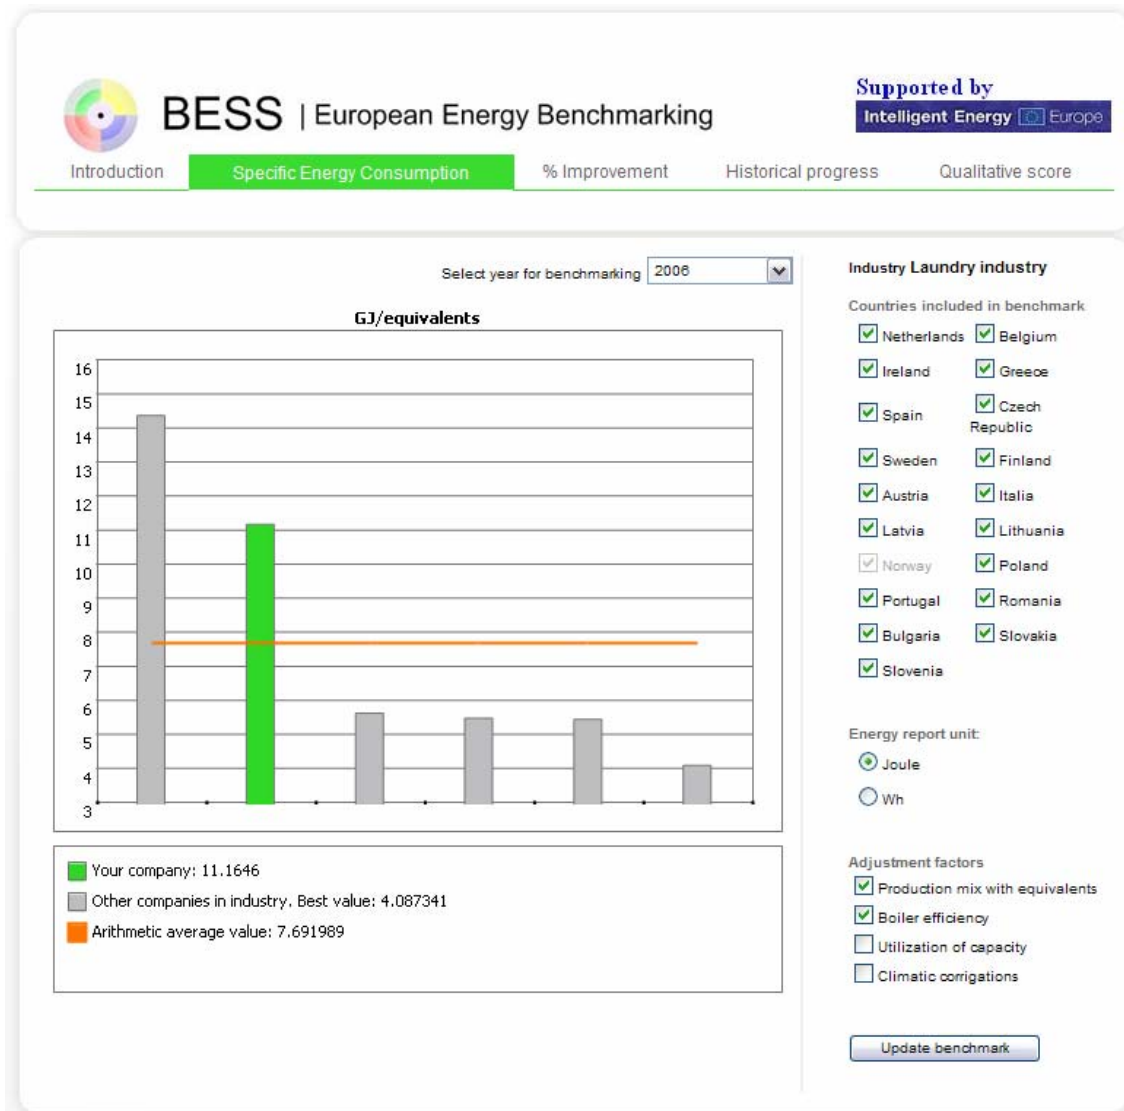 BESS | European Energy Benchmarking
Supported by
Intelligent Energy Europe
Introduction Specific Energy Consumption % Improvement Historical progress Qualitative score
Select year for benchmarking 2006
GJ/equivalents
16
15
14
13
12
11
10
9
8
7
6
5
4
3
Your company: 11.1646
Other companies in industry. Best value: 4.087341
Arithmetic average value: 7.691989
Industry Laundry industry
Countries included in benchmark
Netherlands Belgium
Ireland Greece
Spain Czech
Republic
Sweden Finland
Austria Italia
Latvia Lithuania
Norway Poland
Portugal Romania
Bulgaria Slovakia
Slovenia
Energy report unit:
Joule
Wh
Adjustment factors
Production mix with equivalents
Boiler efficiency
Utilization of capacity
Climatic corrigations
Update benchmark